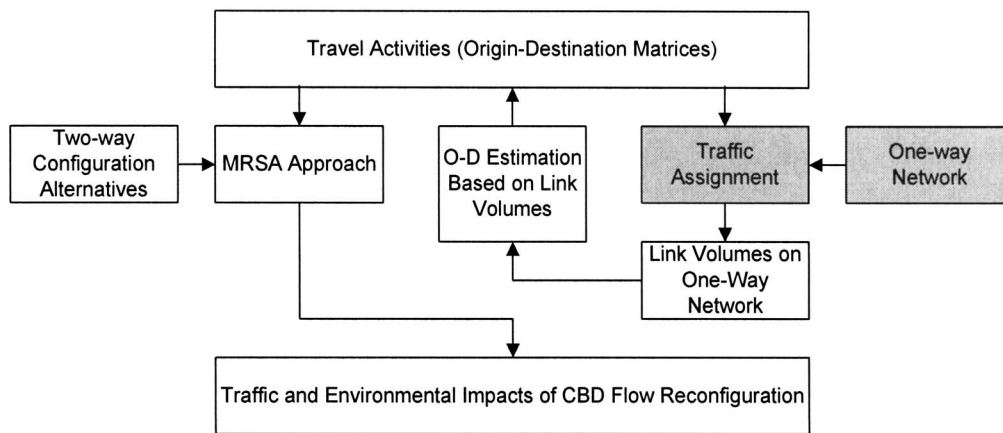 Travel Activities (Origin-Destination Matrices)
Two-way
Configuration
Alternatives
MRSA Approach
O-D Estimation
Based on Link
Volumes
Traffic
Assignment
One-way
Network
Link Volumes on
One-Way
Network
Traffic and Environmental Impacts of CBD Flow Reconfiguration